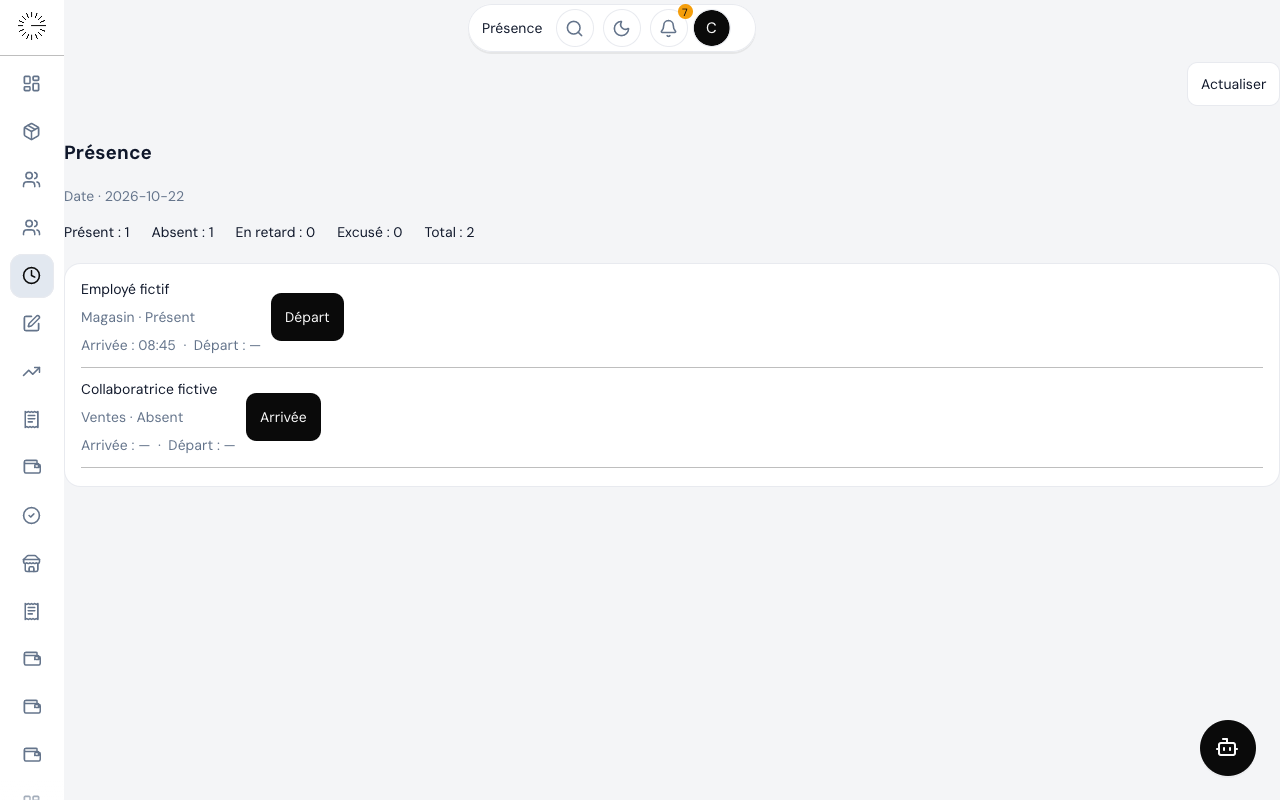 Présence
7
C
Actualiser
Présence
Date · 2026-10-22
Présent : 1 Absent : 1 En retard : 0 Excusé : 0 Total : 2
Employé fictif
Magasin · Présent
Départ
Arrivée : 08:45 · Départ : —
Collaboratrice fictive
Ventes · Absent
Arrivée
Arrivée : — · Départ : —